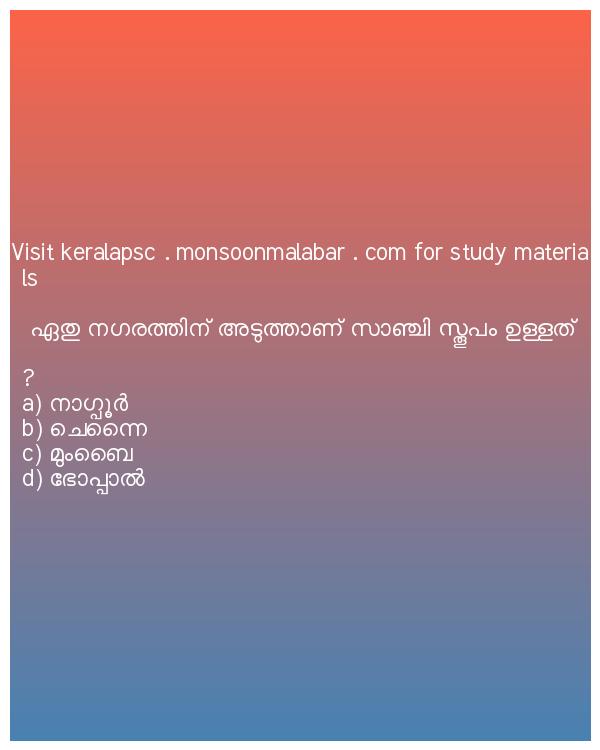 Visit keralapsc . monsoonmalabar . com for study materia
ls
ഏതു നഗരത്തിന് അടുത്താണ് സാഞ്ചി സ്തൂപം ഉള്ളത്
?
a) നാഗ്പൂർ
b) ചെന്നൈ
c) മുംബൈ
d) ഭോപ്പാൽ